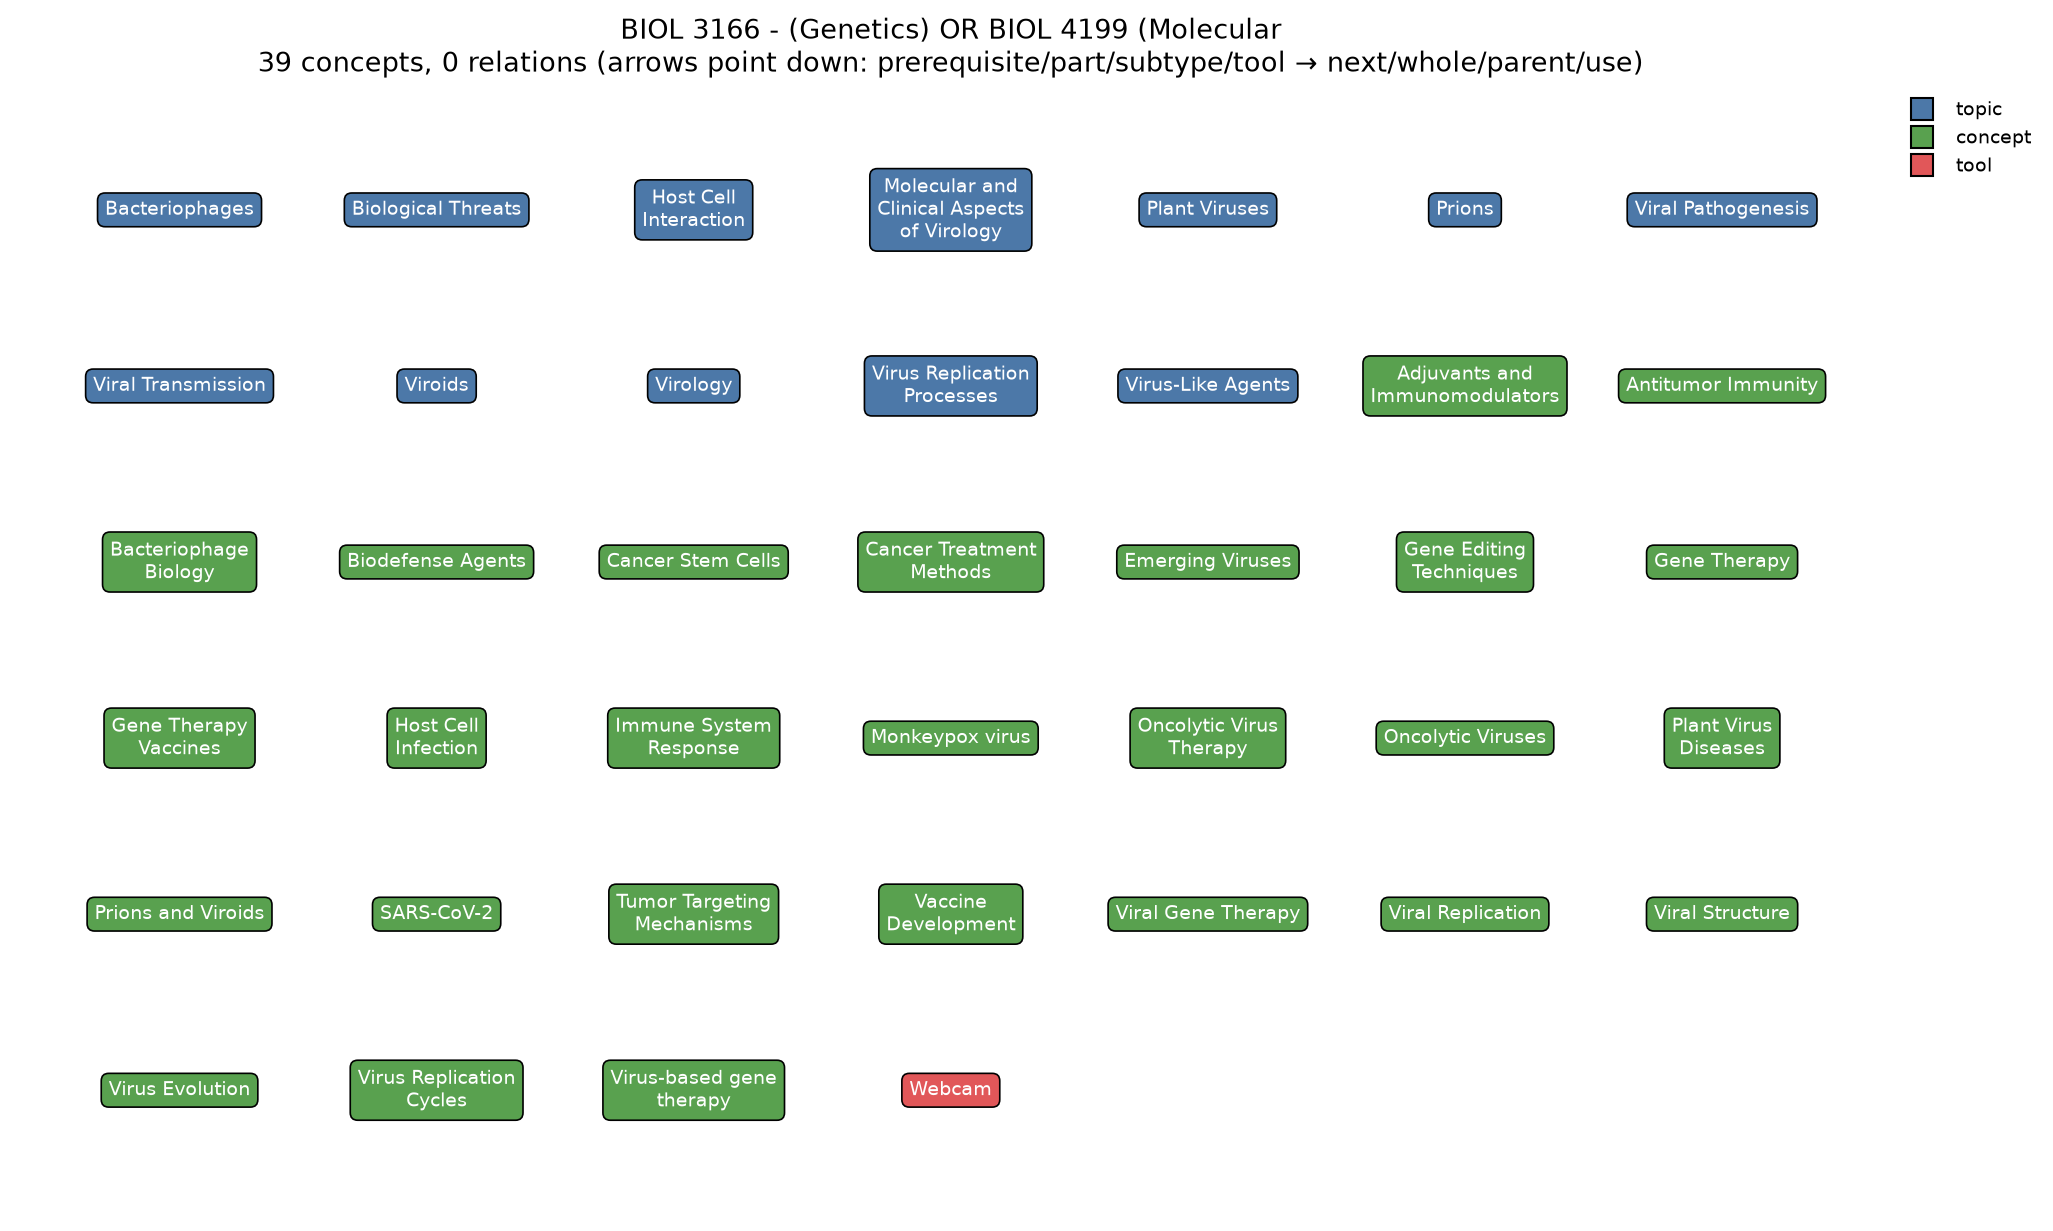 BIOL 3166 - (Genetics) OR BIOL 4199 (Molecular
39 concepts, 0 relations (arrows point down: prerequisite/part/subtype/tool → next/whole/parent/use)
topic
concept
tool
Bacteriophages
Biological Threats
Host Cell
Interaction
Molecular and
Clinical Aspects
of Virology
Plant Viruses
Prions
Viral Pathogenesis
Viral Transmission
Viroids
Virology
Virus Replication
Processes
Virus-Like Agents
Adjuvants and
Immunomodulators
Antitumor Immunity
Bacteriophage
Biology
Biodefense Agents
Cancer Stem Cells
Cancer Treatment
Methods
Emerging Viruses
Gene Editing
Techniques
Gene Therapy
Gene Therapy
Vaccines
Host Cell
Infection
Immune System
Response
Monkeypox virus
Oncolytic Virus
Therapy
Oncolytic Viruses
Plant Virus
Diseases
Prions and Viroids
SARS-CoV-2
Tumor Targeting
Mechanisms
Vaccine
Development
Viral Gene Therapy
Viral Replication
Viral Structure
Virus Evolution
Virus Replication
Cycles
Virus-based gene
therapy
Webcam